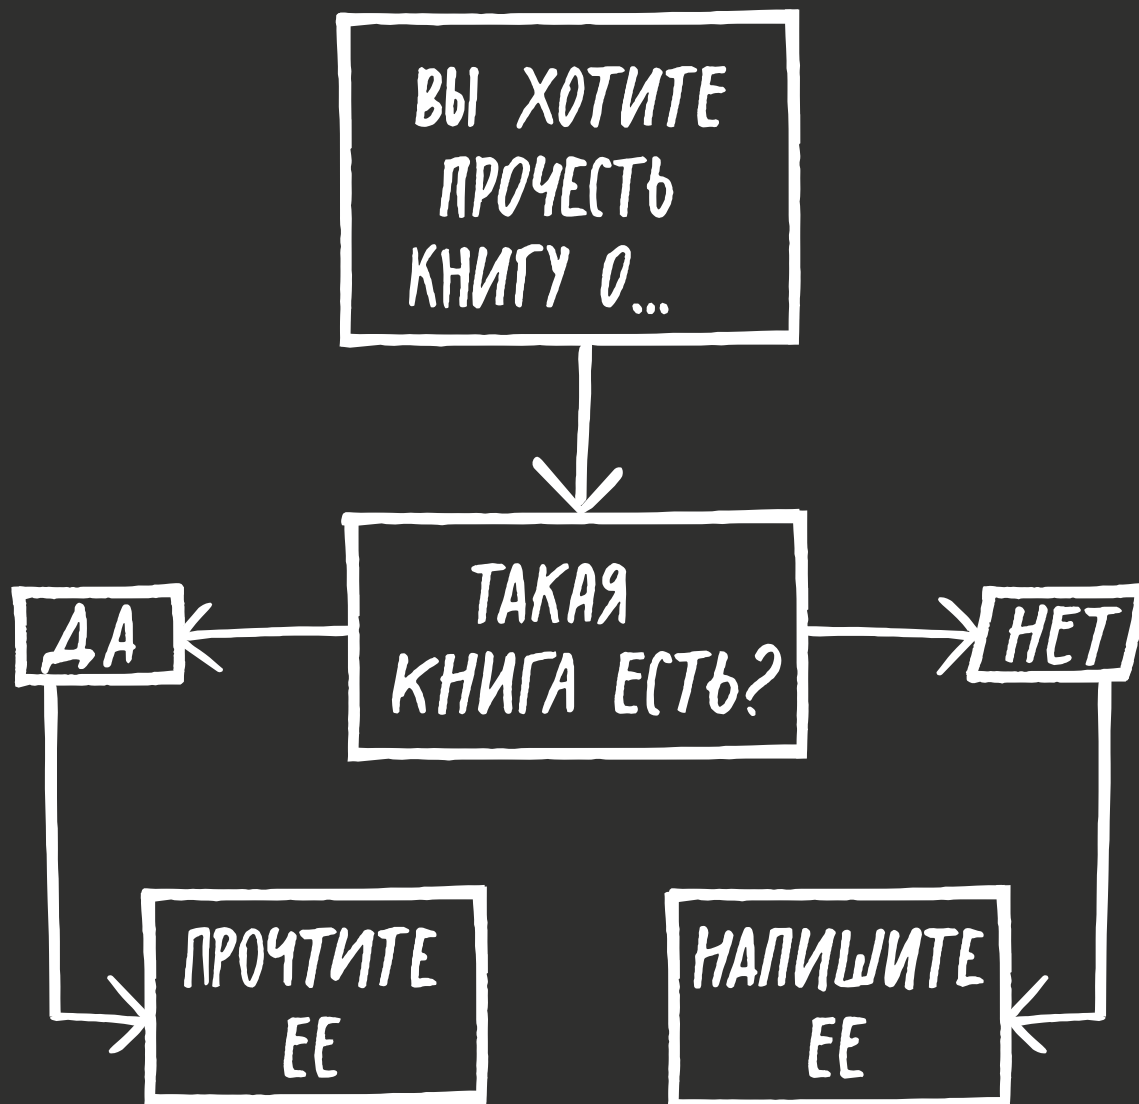 ВЫ ХОТИТЕ
ПРОЧЕСТЬ
КНИГУ О...
ТАКАЯ
КНИГА ЕСТЬ?
ДА
НЕТ
ПРОЧТИТЕ
ЕЕ
НАПИШИТЕ
ЕЕ